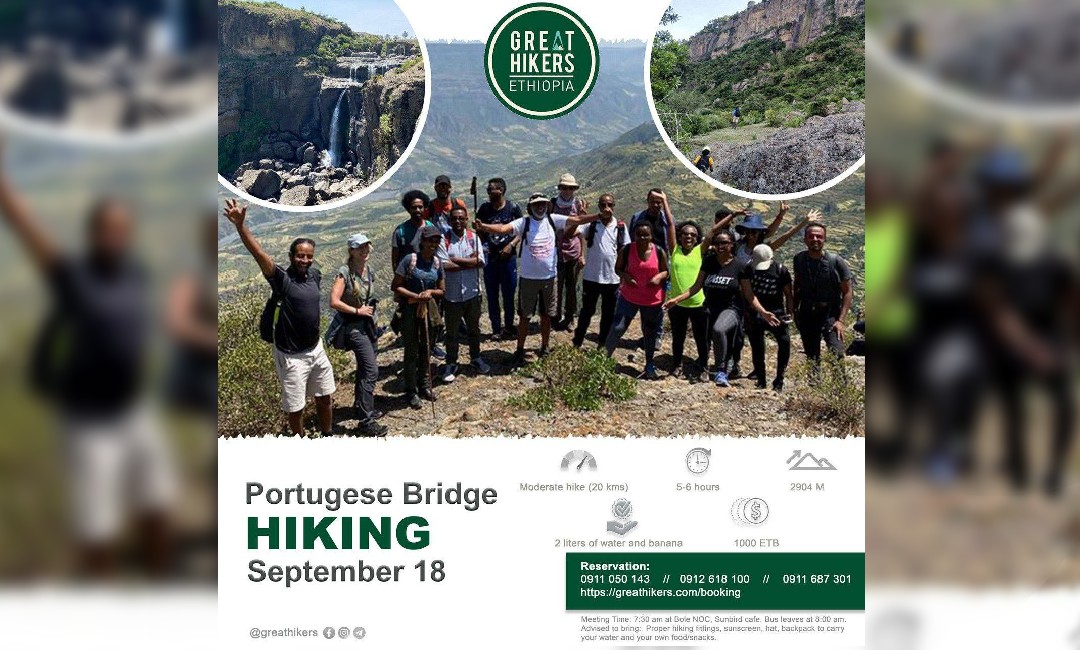 GREAT
HIKERS
ETHIOPIA
Portugese Bridge
HIKING
September 18
Moderate hike (20 kms)
5-6 hours
2904 M
2 liters of water and banana
1000 ETB
Reservation:
0911 050 143 // 0912 618 100 // 0911 687 301
https://greathikers.com/booking
Meeting Time: 7:30 am at Bole NOC, Sunbird cafe. Bus leaves at 8:00 am.
Advised to bring: Proper hiking fittings, sunscreen, hat, backpack to carry
your water and your own food/snacks.
@greathikers